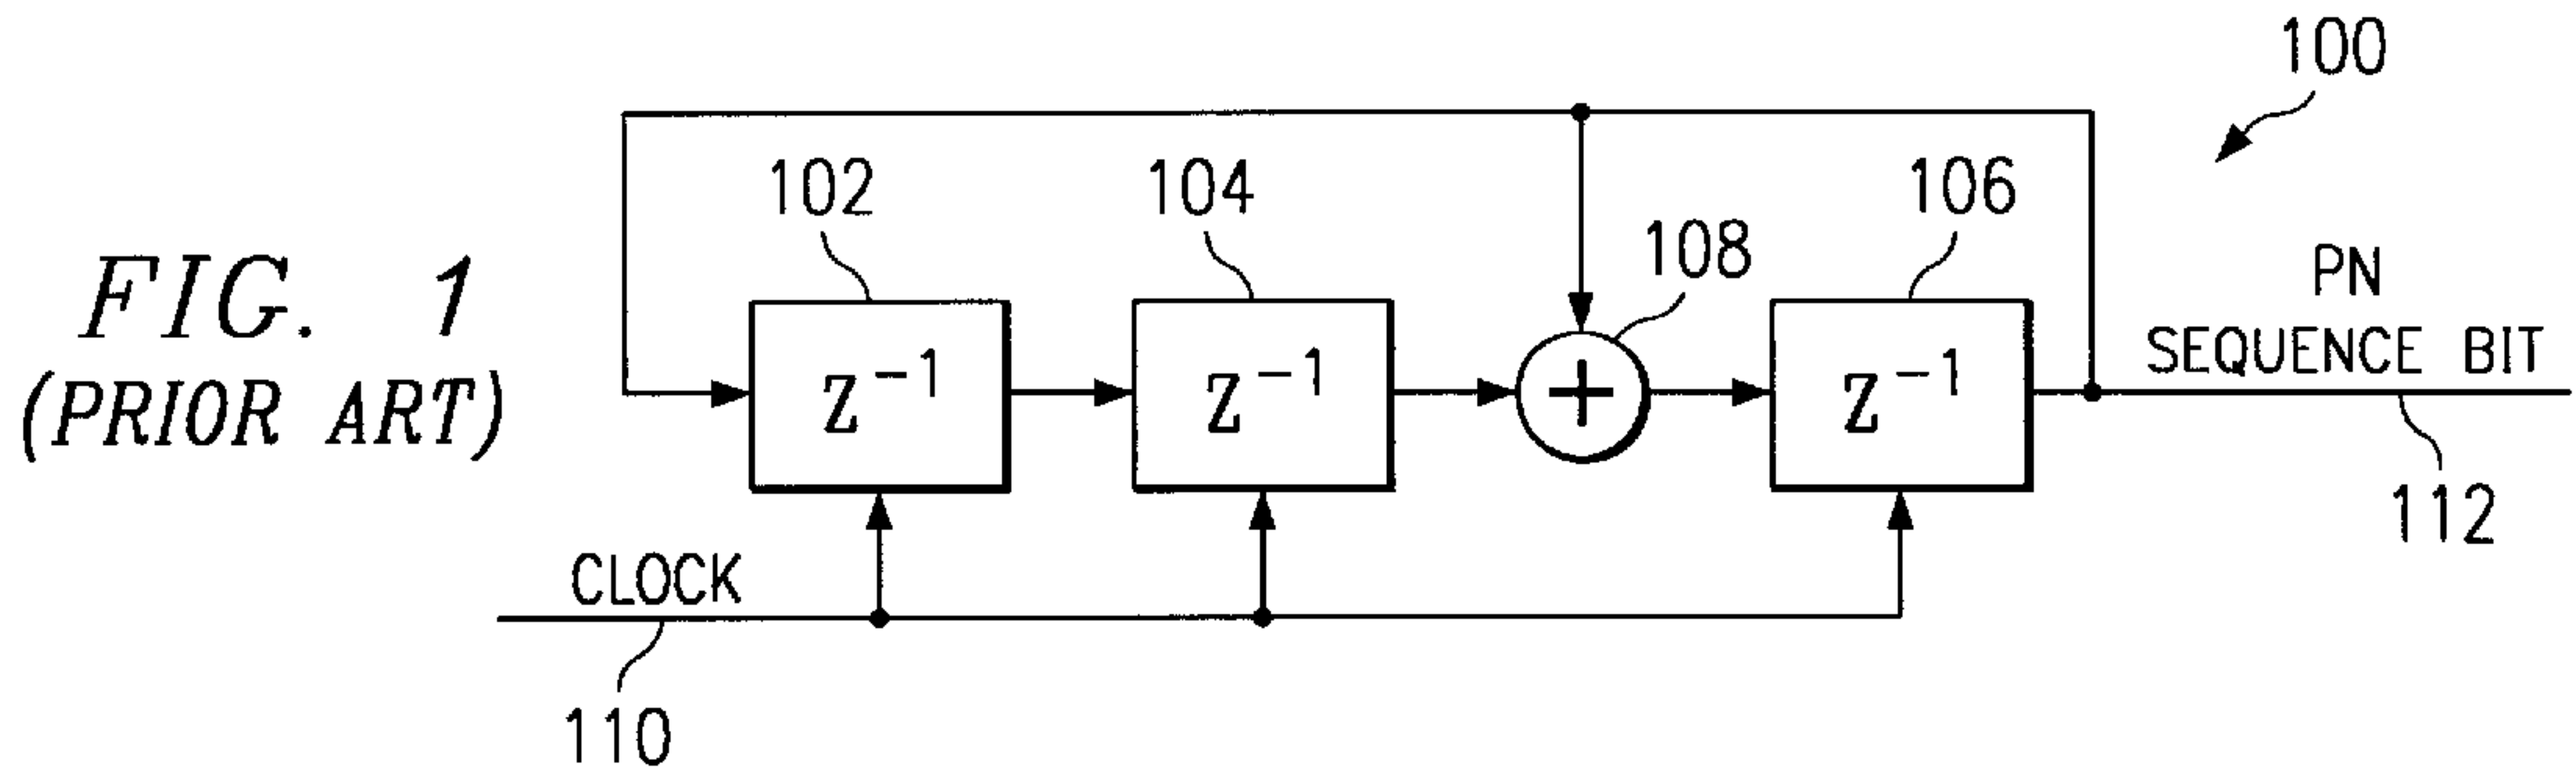 100
102
104
106
108
FIG. 1
(PRIOR ART)
Z⁻¹
Z⁻¹
+
Z⁻¹
PN
SEQUENCE BIT
112
CLOCK
110